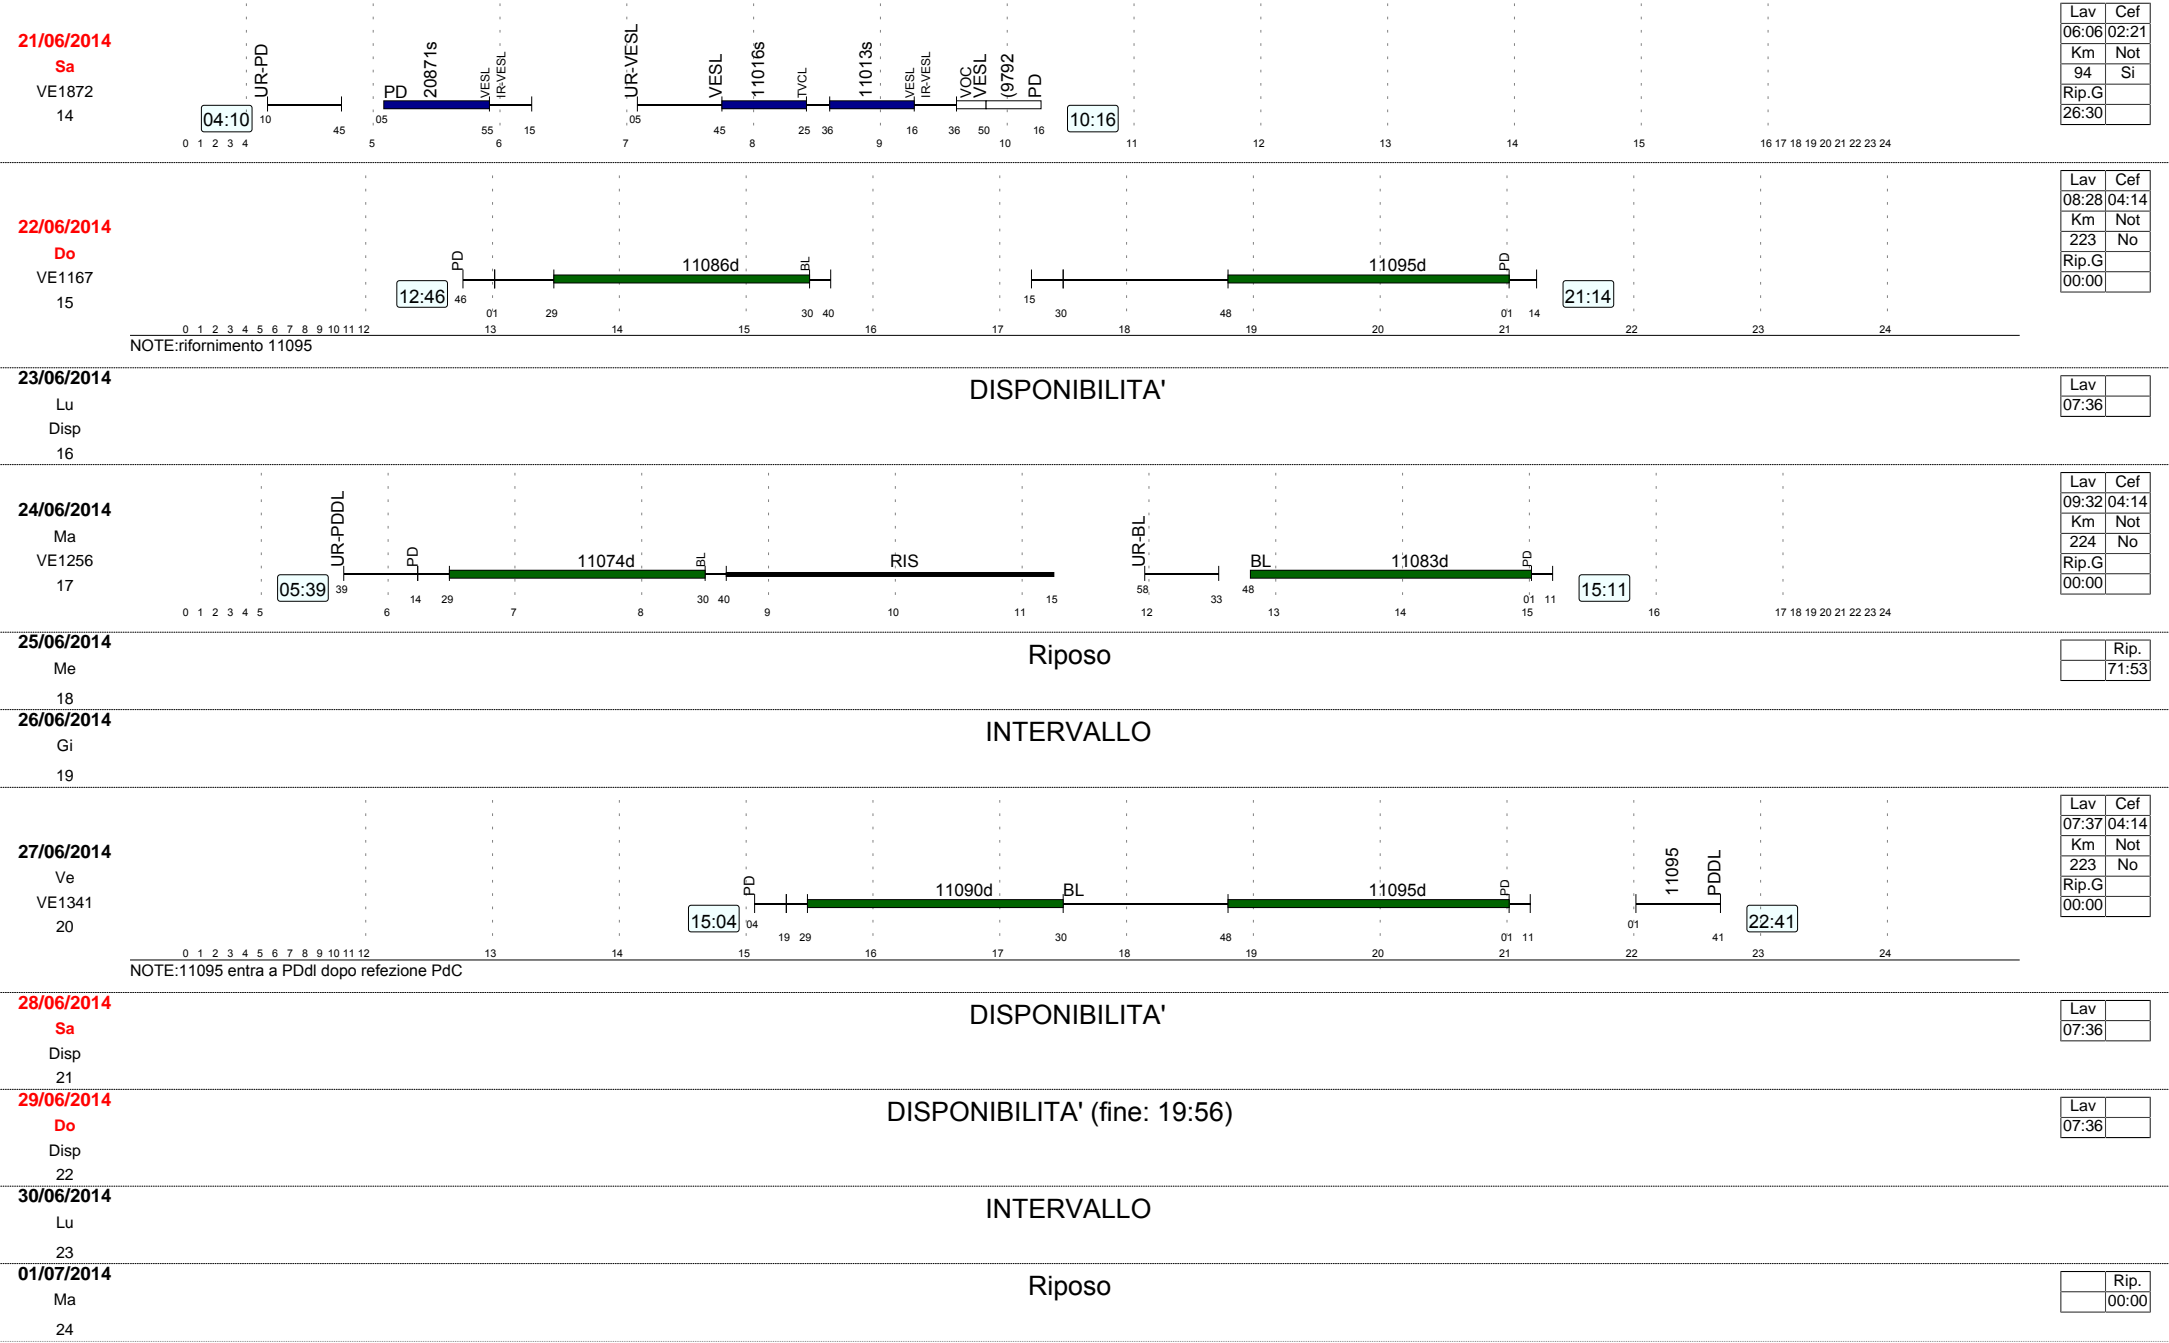 21/06/2014
Sa
VE1872
14
04:10
UR-PD
PD
20871s
VESL
IR-VESL
UR-VESL
VESL
11016s
TVCL
11013s
VESL
IR-VESL
VOC
VESL
(9792
PD
10:16
10 45 05 55 15 05 45 25 36 16 36 50 16
0 1 2 3 4 5 6 7 8 9 10 11 12 13 14 15 16 17 18 19 20 21 22 23 24
Lav Cef
06:06 02:21
Km Not
94 Si
Rip.G
26:30
22/06/2014
Do
VE1167
15
12:46
PD
11086d
BL
11095d
PD
21:14
46 01 29 30 40 15 30 48 01 14
0 1 2 3 4 5 6 7 8 9 10 11 12 13 14 15 16 17 18 19 20 21 22 23 24
NOTE:rifornimento 11095
Lav Cef
08:28 04:14
Km Not
223 No
Rip.G
00:00
23/06/2014
Lu
Disp
16
DISPONIBILITA'
Lav
07:36
24/06/2014
Ma
VE1256
17
05:39
UR-PDDL
PD
11074d
BL
RIS
UR-BL
BL
11083d
PD
15:11
39 14 29 30 40 15 58 33 48 01 11
0 1 2 3 4 5 6 7 8 9 10 11 12 13 14 15 16 17 18 19 20 21 22 23 24
Lav Cef
09:32 04:14
Km Not
224 No
Rip.G
00:00
25/06/2014
Me
18
Riposo
Rip.
71:53
26/06/2014
Gi
19
INTERVALLO
27/06/2014
Ve
VE1341
20
15:04
PD
11090d
BL
11095d
PD
11095
PDDL
22:41
04 19 29 30 48 01 11 01 41
0 1 2 3 4 5 6 7 8 9 10 11 12 13 14 15 16 17 18 19 20 21 22 23 24
NOTE:11095 entra a PDdl dopo refezione PdC
Lav Cef
07:37 04:14
Km Not
223 No
Rip.G
00:00
28/06/2014
Sa
Disp
21
DISPONIBILITA'
Lav
07:36
29/06/2014
Do
Disp
22
DISPONIBILITA' (fine: 19:56)
Lav
07:36
30/06/2014
Lu
23
INTERVALLO
01/07/2014
Ma
24
Riposo
Rip.
00:00